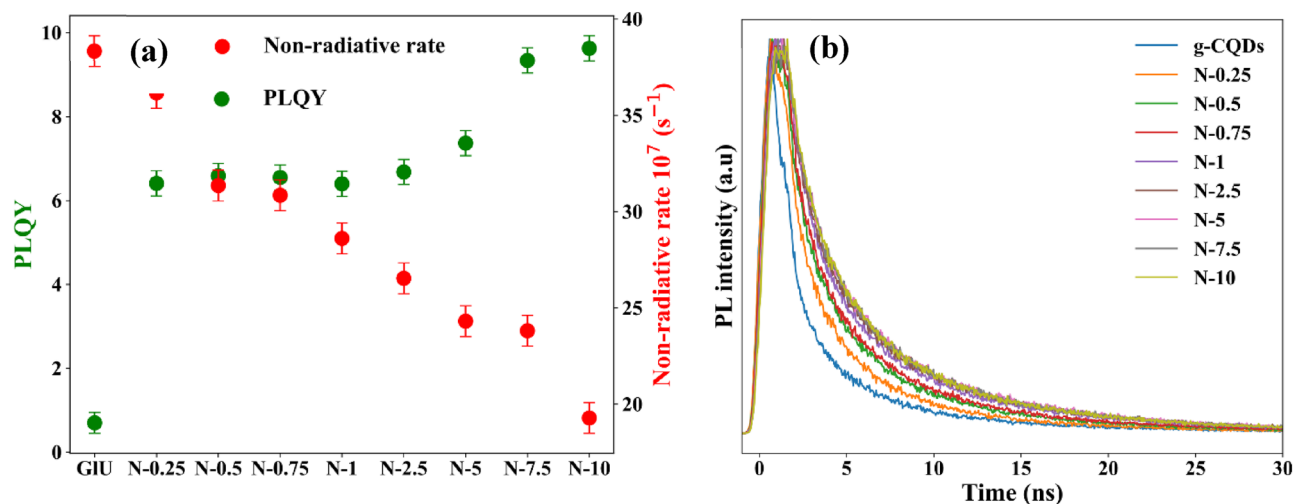 (a)
Non-radiative rate
PLQY
PLQY
10
8
6
4
2
0
GlU N-0.25 N-0.5 N-0.75 N-1 N-2.5 N-5 N-7.5 N-10
40
35
30
25
20
Non-radiative rate 10⁷ (s⁻¹)
(b)
g-CQDs
N-0.25
N-0.5
N-0.75
N-1
N-2.5
N-5
N-7.5
N-10
PL intensity (a.u)
0 5 10 15 20 25 30
Time (ns)